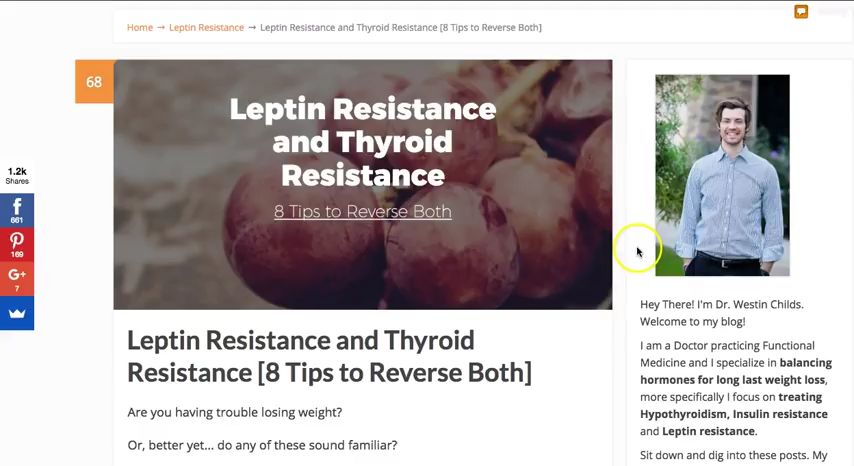 Home → Leptin Resistance → Leptin Resistance and Thyroid Resistance [8 Tips to Reverse Both]
68
Leptin Resistance
and Thyroid
Resistance
8 Tips to Reverse Both
1.2k
Shares
661
169
G+
7
Leptin Resistance and Thyroid
Resistance [8 Tips to Reverse Both]
Are you having trouble losing weight?
Or, better yet... do any of these sound familiar?
Hey There! I'm Dr. Westin Childs.
Welcome to my blog!
I am a Doctor practicing Functional
Medicine and I specialize in balancing
hormones for long last weight loss,
more specifically I focus on treating
Hypothyroidism, Insulin resistance
and Leptin resistance.
Sit down and dig into these posts. My